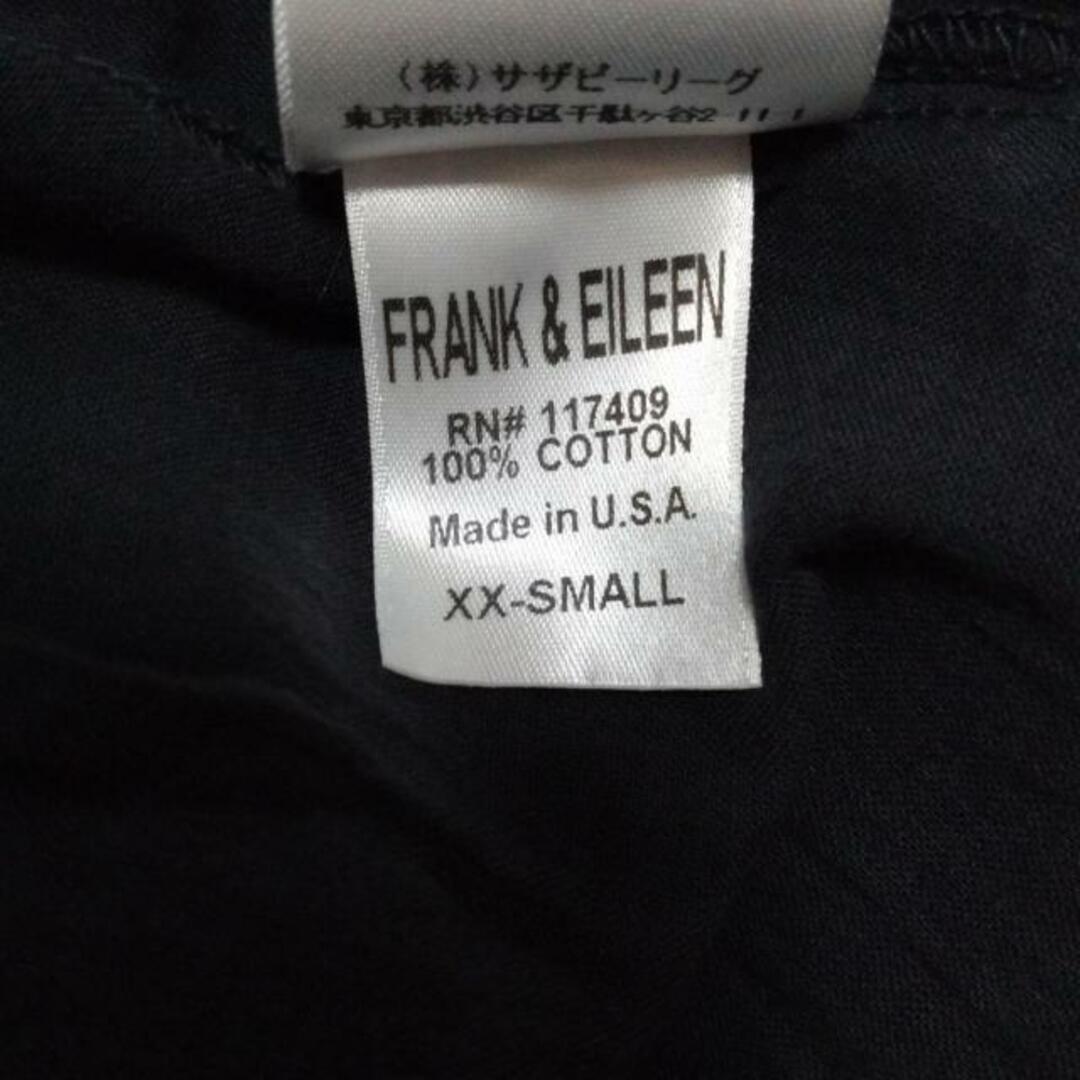 (株)サザビーリーグ
東京都渋谷区千駄ヶ谷2-11-1
FRANK & EILEEN
RN# 117409
100% COTTON
Made in U.S.A.
XX-SMALL